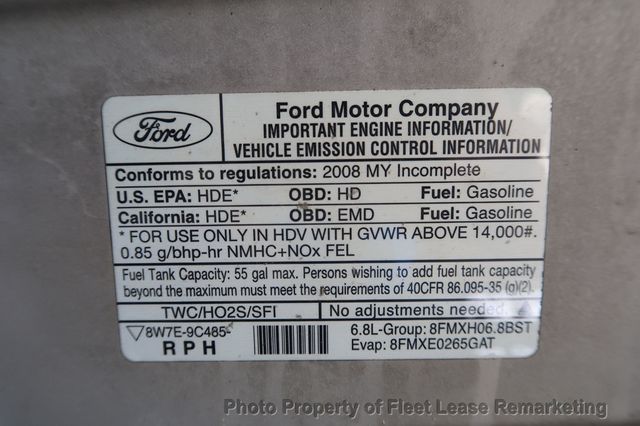 Ford
Ford Motor Company
IMPORTANT ENGINE INFORMATION/
VEHICLE EMISSION CONTROL INFORMATION
Conforms to regulations: 2008 MY Incomplete
U.S. EPA: HDE* OBD: HD Fuel: Gasoline
California: HDE* OBD: EMD Fuel: Gasoline
* FOR USE ONLY IN HDV WITH GVWR ABOVE 14,000#.
0.85 g/bhp-hr NMHC+NOx FEL
Fuel Tank Capacity: 55 gal max. Persons wishing to add fuel tank capacity
beyond the maximum must meet the requirements of 40CFR 86.095-35 (g)(2).
TWC/HO2S/SFI No adjustments needed.
8W7E-9C485- 6.8L-Group: 8FMXH06.8BST
RPH Evap: 8FMXE0265GAT
Photo Property of Fleet Lease Remarketing